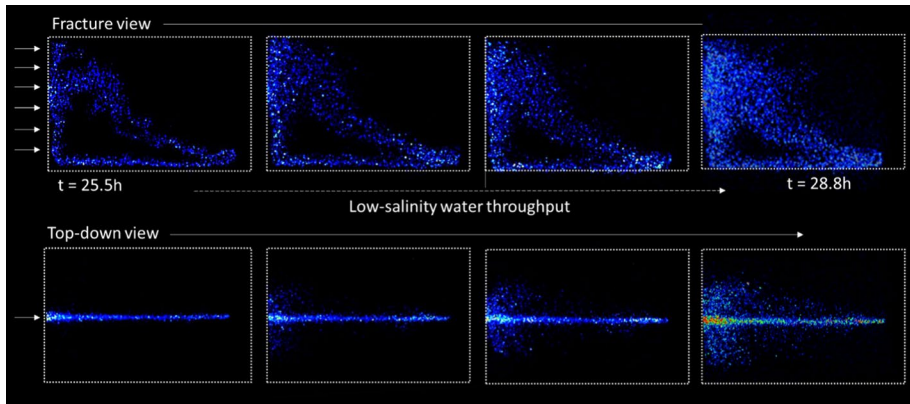 Fracture view
t = 25.5h
t = 28.8h
Low-salinity water throughput
Top-down view